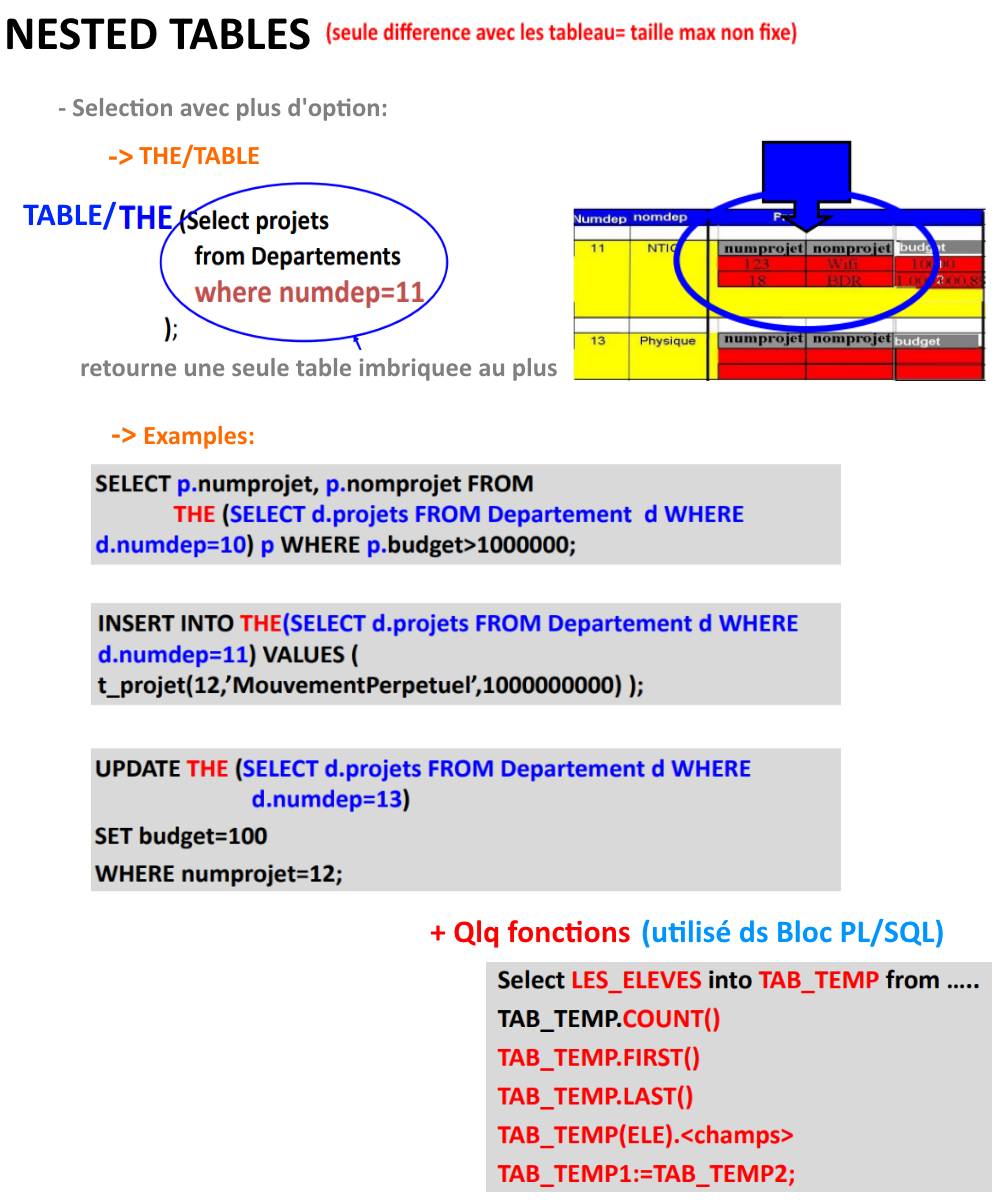 NESTED TABLES (seule difference avec les tableau= taille max non fixe)
- Selection avec plus d'option:
-> THE/TABLE
TABLE/THE (Select projets
from Departements
where numdep=11
);
retourne une seule table imbriquee au plus
Numdep nomdep
11 NTIC numprojet nomprojet budget
123 Wifi
18 BDR
13 Physique numprojet nomprojet budget
-> Examples:
SELECT p.numprojet, p.nomprojet FROM
THE (SELECT d.projets FROM Departement d WHERE
d.numdep=10) p WHERE p.budget>1000000;
INSERT INTO THE(SELECT d.projets FROM Departement d WHERE
d.numdep=11) VALUES (
t_projet(12,’MouvementPerpetuel’,1000000000) );
UPDATE THE (SELECT d.projets FROM Departement d WHERE
d.numdep=13)
SET budget=100
WHERE numprojet=12;
+ Qlq fonctions (utilisé ds Bloc PL/SQL)
Select LES_ELEVES into TAB_TEMP from .....
TAB_TEMP.COUNT()
TAB_TEMP.FIRST()
TAB_TEMP.LAST()
TAB_TEMP(ELE).<champs>
TAB_TEMP1:=TAB_TEMP2;